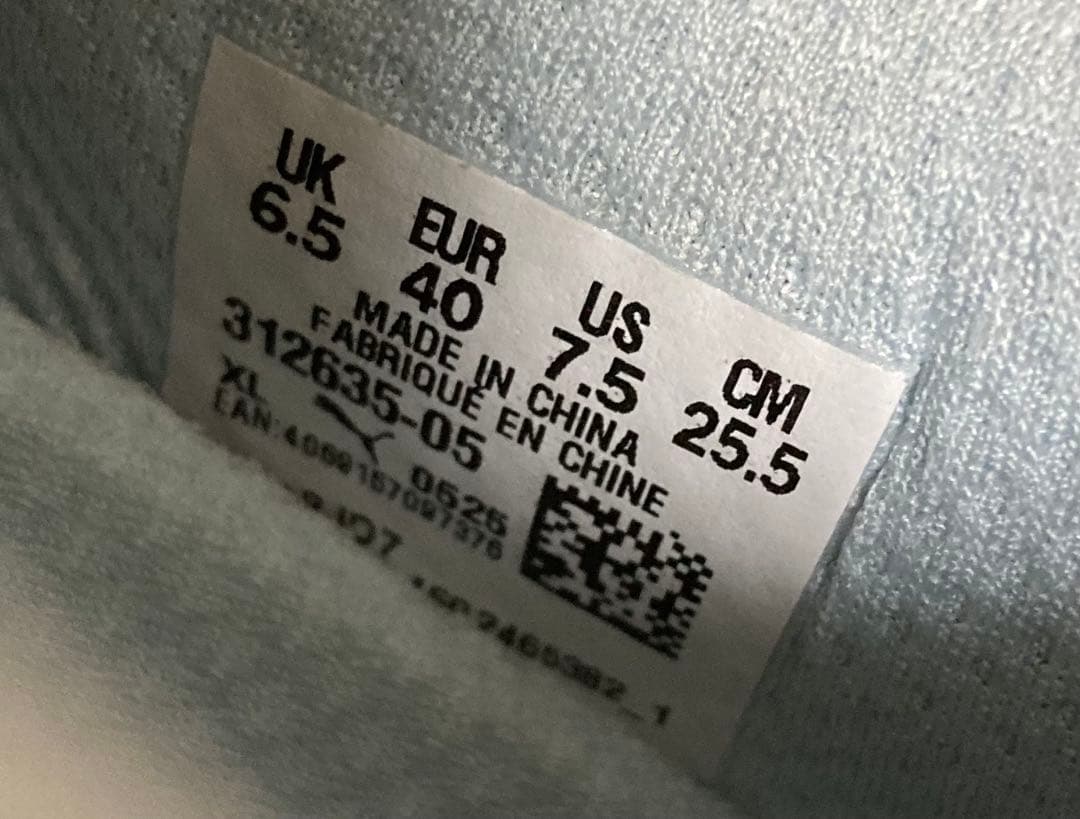 UK EUR US CM
6.5 40 7.5 25.5
MADE IN CHINA
FABRIQUÉ EN CHINE
312635-05
XL 0525
EAN: